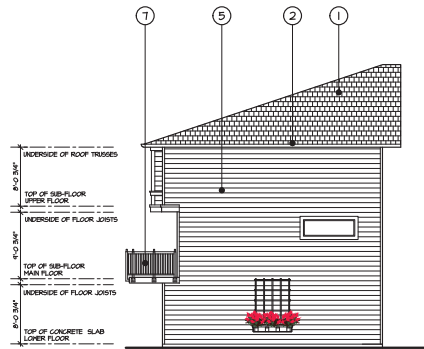 7 5 2 1
UNDERSIDE OF ROOF TRUSSES
8'-0 3/4"
TOP OF SUB-FLOOR
UPPER FLOOR
UNDERSIDE OF FLOOR JOISTS
9'-0 3/4"
TOP OF SUB-FLOOR
MAIN FLOOR
UNDERSIDE OF FLOOR JOISTS
8'-0 3/4"
TOP OF CONCRETE SLAB
LOWER FLOOR